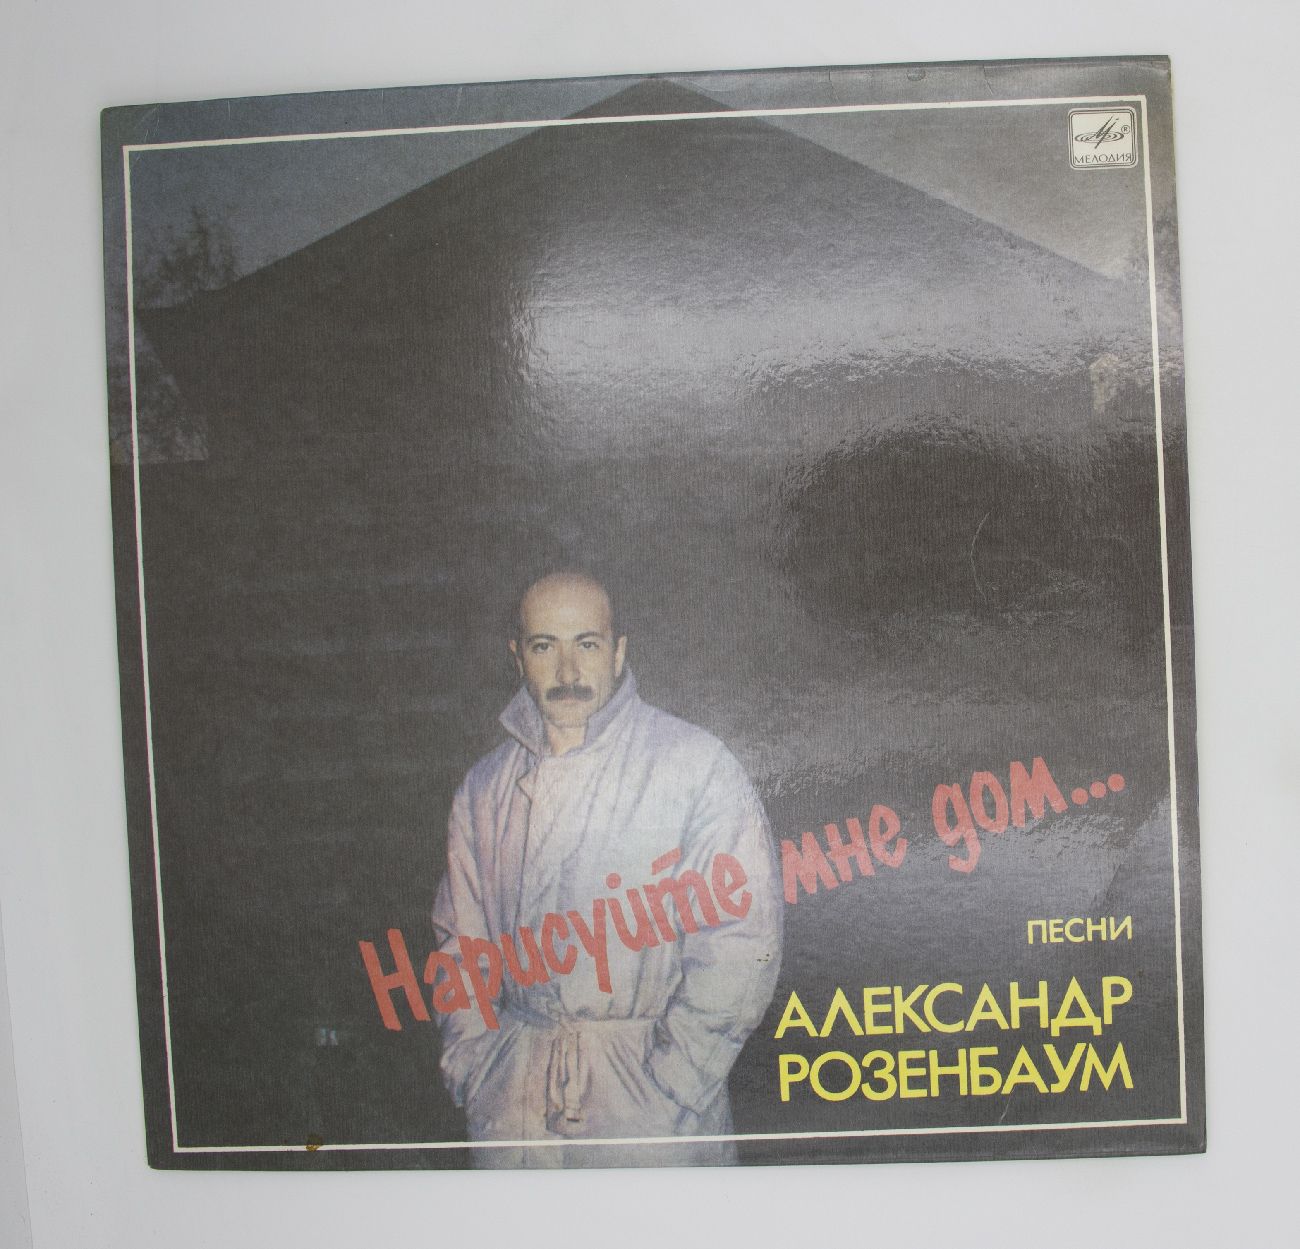 МЕЛОДИЯ
®
Нарисуйте мне дом...
ПЕСНИ
АЛЕКСАНДР
РОЗЕНБАУМ